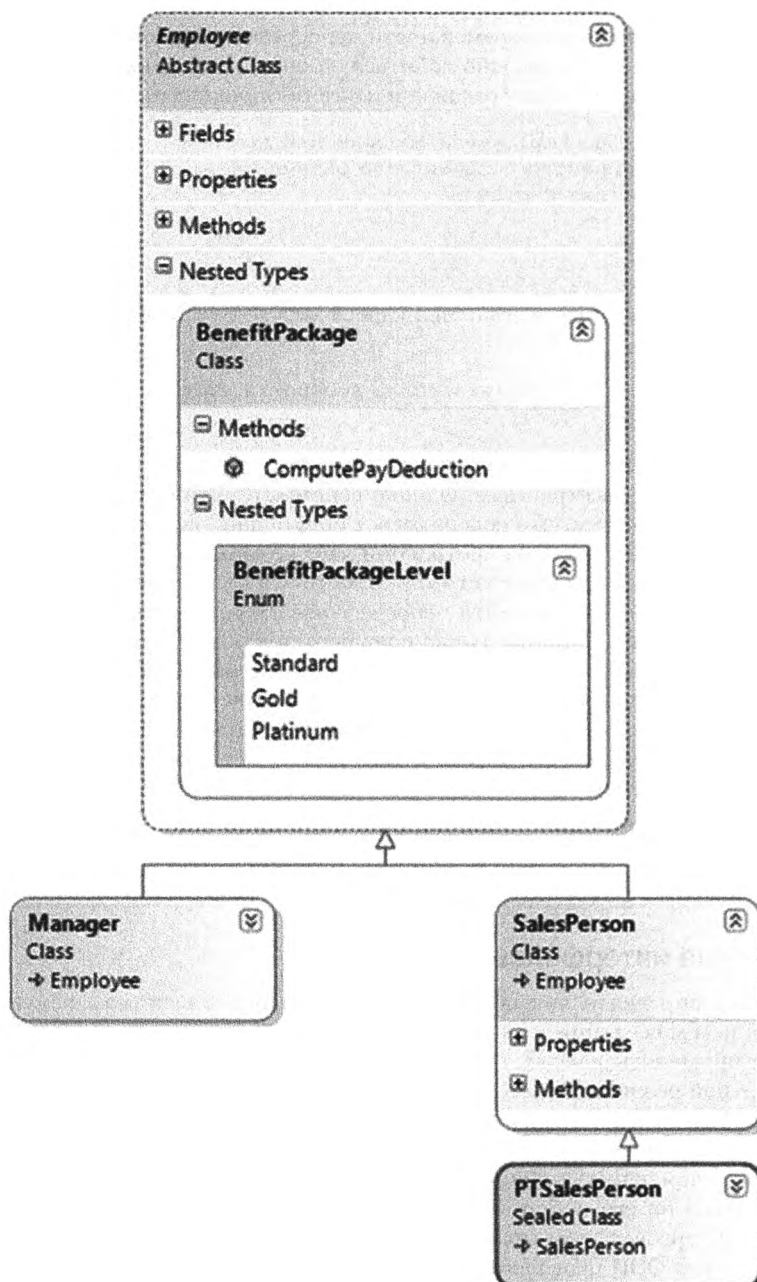 Employee
Abstract Class
Fields
Properties
Methods
Nested Types
BenefitPackage
Class
Methods
ComputePayDeduction
Nested Types
BenefitPackageLevel
Enum
Standard
Gold
Platinum
Manager
Class
→ Employee
SalesPerson
Class
→ Employee
Properties
Methods
PTSalesPerson
Sealed Class
→ SalesPerson